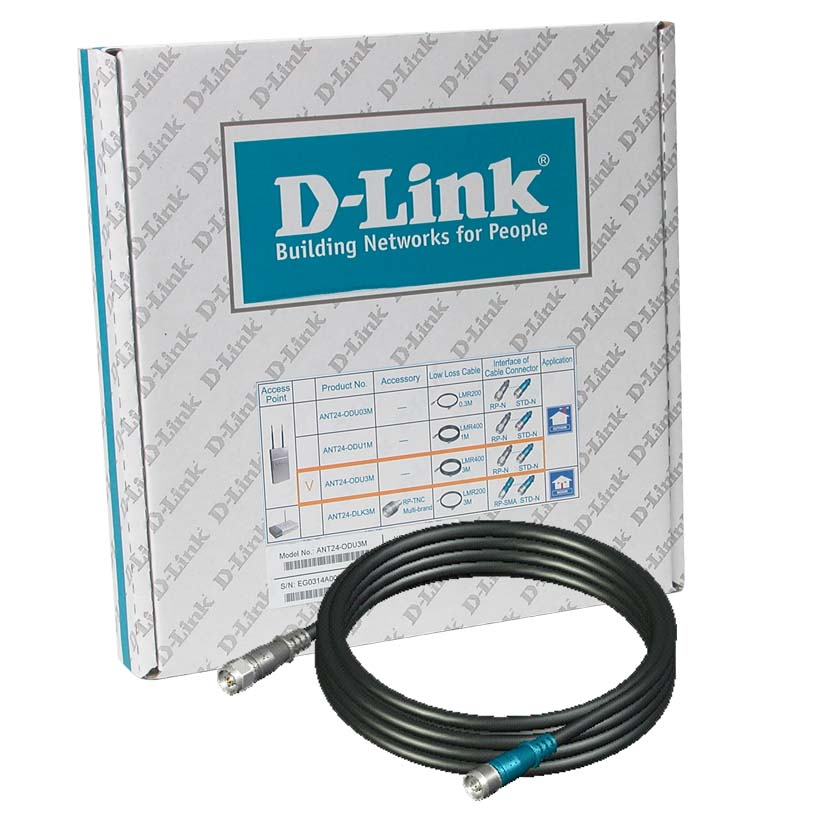 D-Link®
Building Networks for People
Access Point Product No. Accessory Low Loss Cable Interface of Cable Connector Application
ANT24-ODU03M — LMR200 0.3M RP-N STD-N
ANT24-ODU1M — LMR400 1M RP-N STD-N
V ANT24-ODU3M — LMR400 3M RP-N STD-N
ANT24-DLK3M RP-TNC Multi-brand LMR200 3M RP-SMA STD-N
Model No.: ANT24-ODU3M
S/N: EG0314A00